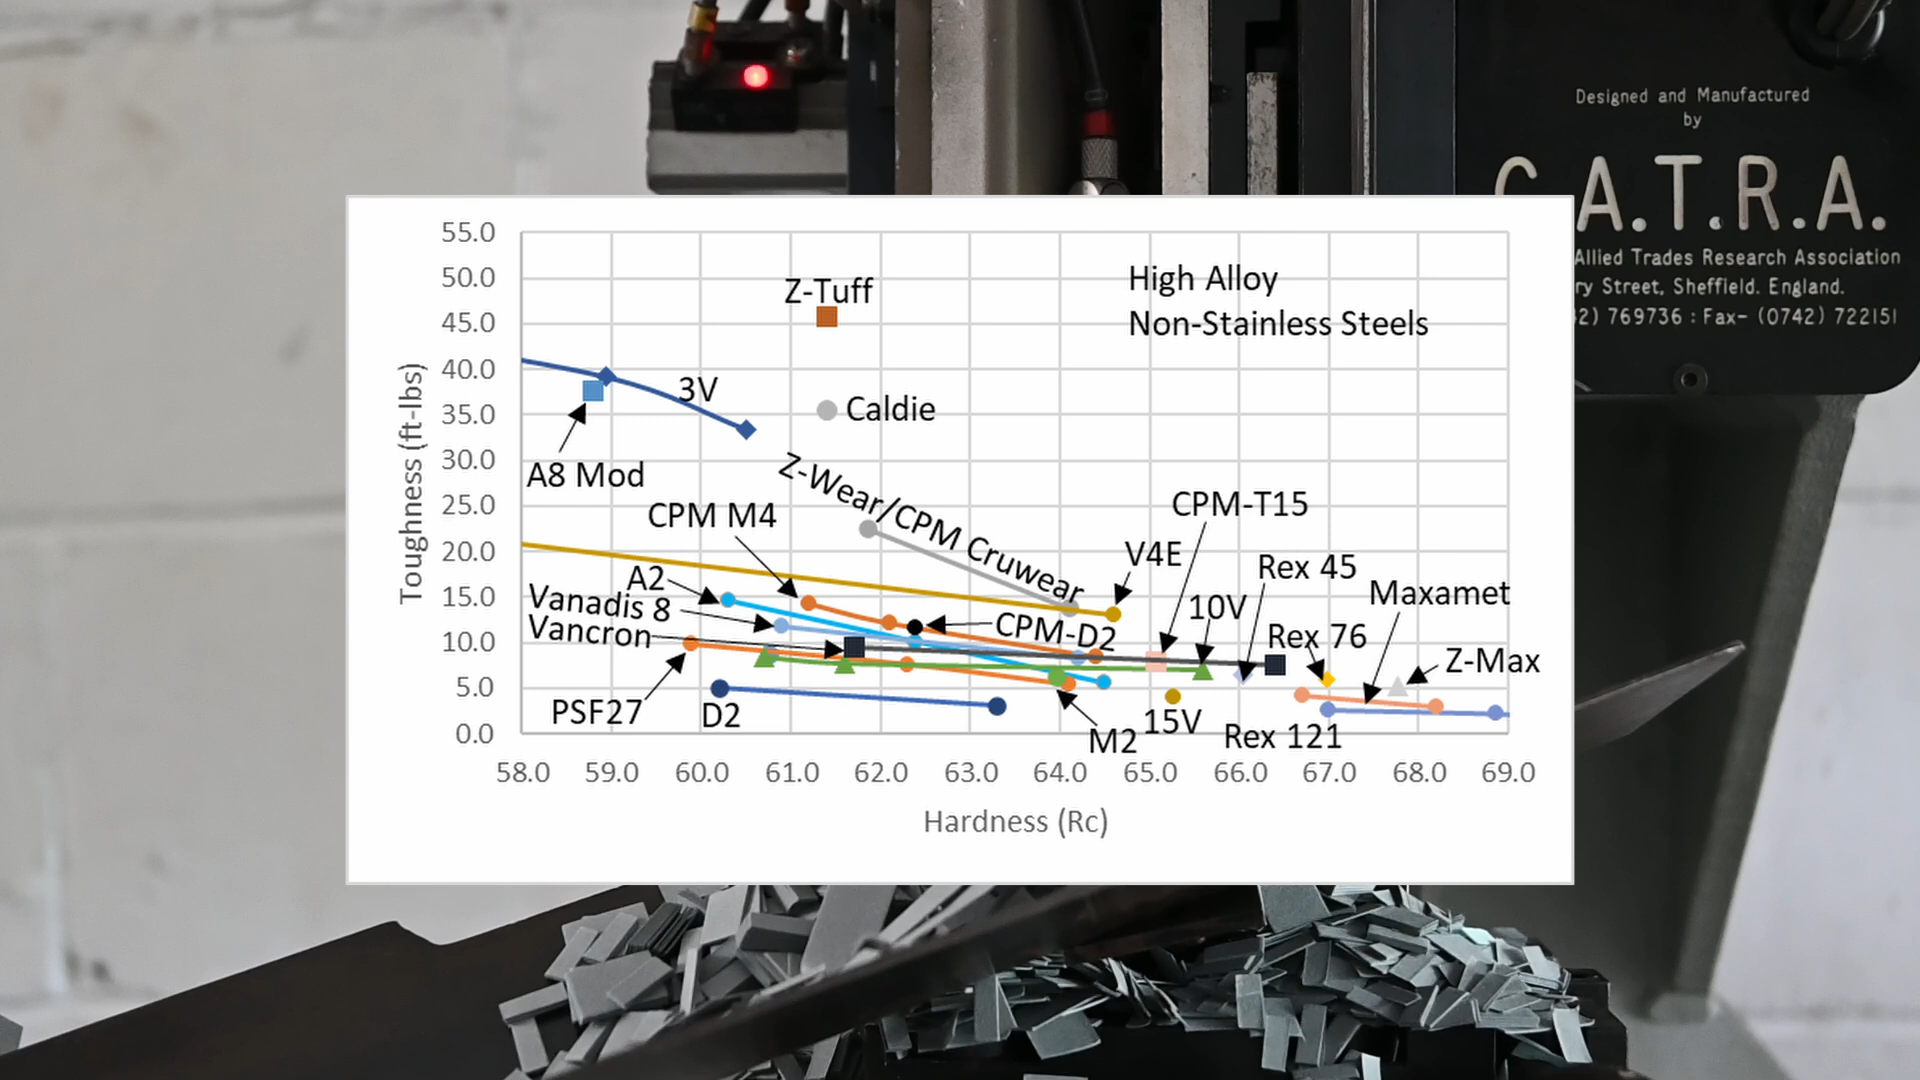 Designed and Manufactured
by
C.A.T.R.A.
Allied Trades Research Association
Street, Sheffield. England.
769736 : Fax- (0742) 722151
High Alloy
Non-Stainless Steels
Z-Tuff
3V
Caldie
A8 Mod
Z-Wear/CPM Cruwear
CPM M4
CPM-T15
V4E
Rex 45
A2
Maxamet
Vanadis 8
10V
Vancron
CPM-D2
Rex 76
Z-Max
PSF27
D2
M2
15V
Rex 121
Toughness (ft-lbs)
55.0
50.0
45.0
40.0
35.0
30.0
25.0
20.0
15.0
10.0
5.0
0.0
58.0 59.0 60.0 61.0 62.0 63.0 64.0 65.0 66.0 67.0 68.0 69.0
Hardness (Rc)